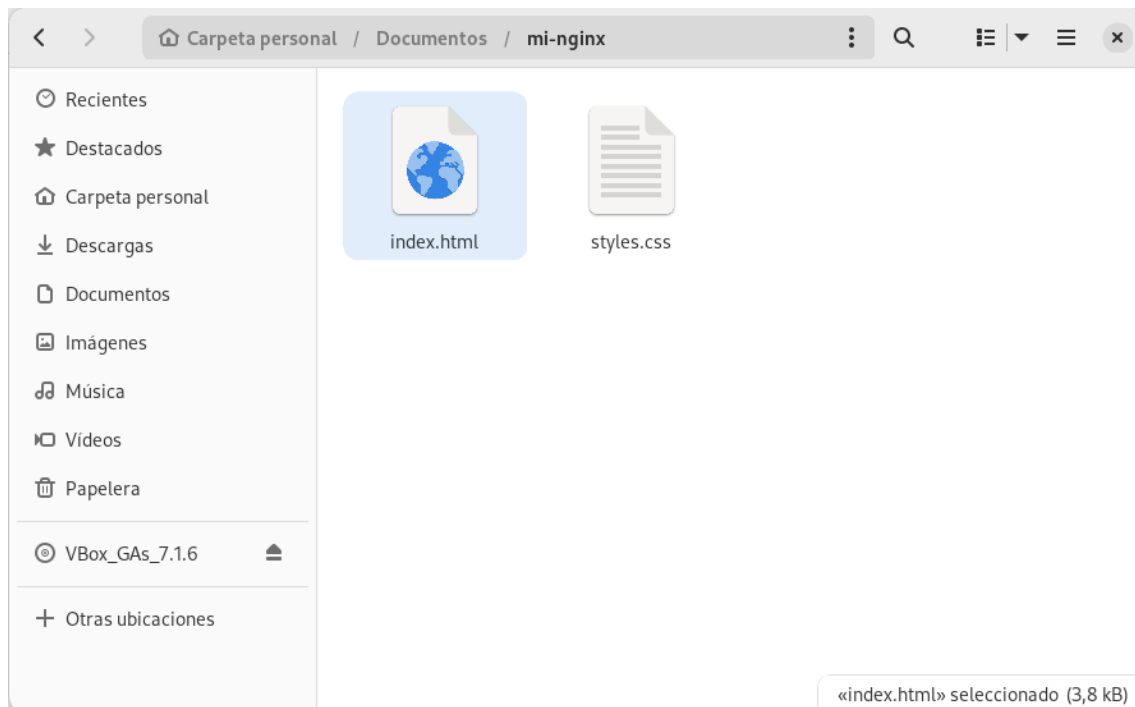 Carpeta personal / Documentos / mi-nginx
Recientes
Destacados
Carpeta personal
Descargas
Documentos
Imágenes
Música
Vídeos
Papelera
VBox_GAs_7.1.6
Otras ubicaciones
index.html
styles.css
«index.html» seleccionado (3,8 kB)